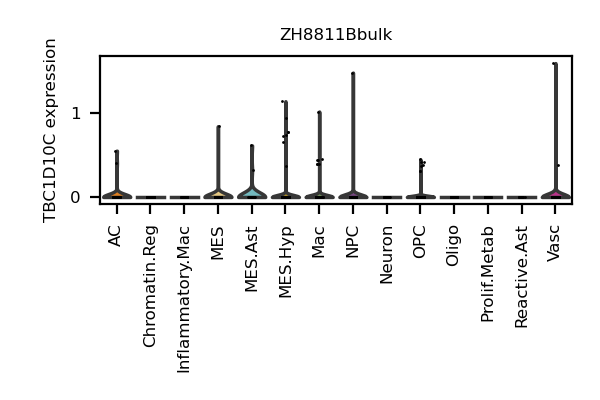 ZH8811Bbulk
TBC1D10C expression
1
0
AC
Chromatin.Reg
Inflammatory.Mac
MES
MES.Ast
MES.Hyp
Mac
NPC
Neuron
OPC
Oligo
Prolif.Metab
Reactive.Ast
Vasc